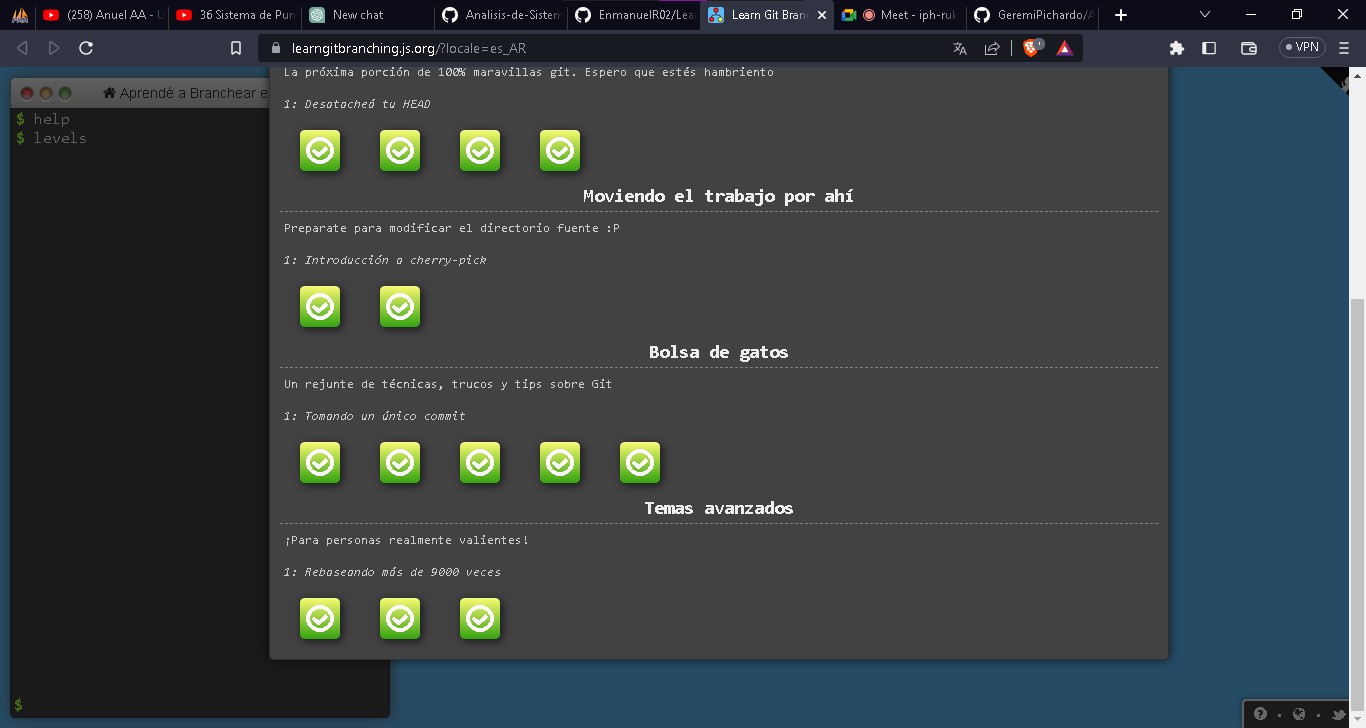 (258) Anuel AA -
36 Sistema de Pun
New chat
Analisis-de-Sistem
EnmanuelR02/Lea
Learn Git Bran
Meet - iph-ruk
GeremiPichardo/A
learngitbranching.js.org/?locale=es_AR
VPN
Aprendé a Branchear e
$ help
$ levels
$
La próxima porción de 100% maravillas git. Espero que estés hambriento
1: Desatacheá tu HEAD
Moviendo el trabajo por ahí
Preparate para modificar el directorio fuente :P
1: Introducción a cherry-pick
Bolsa de gatos
Un rejunte de técnicas, trucos y tips sobre Git
1: Tomando un único commit
Temas avanzados
¡Para personas realmente valientes!
1: Rebaseando más de 9000 veces